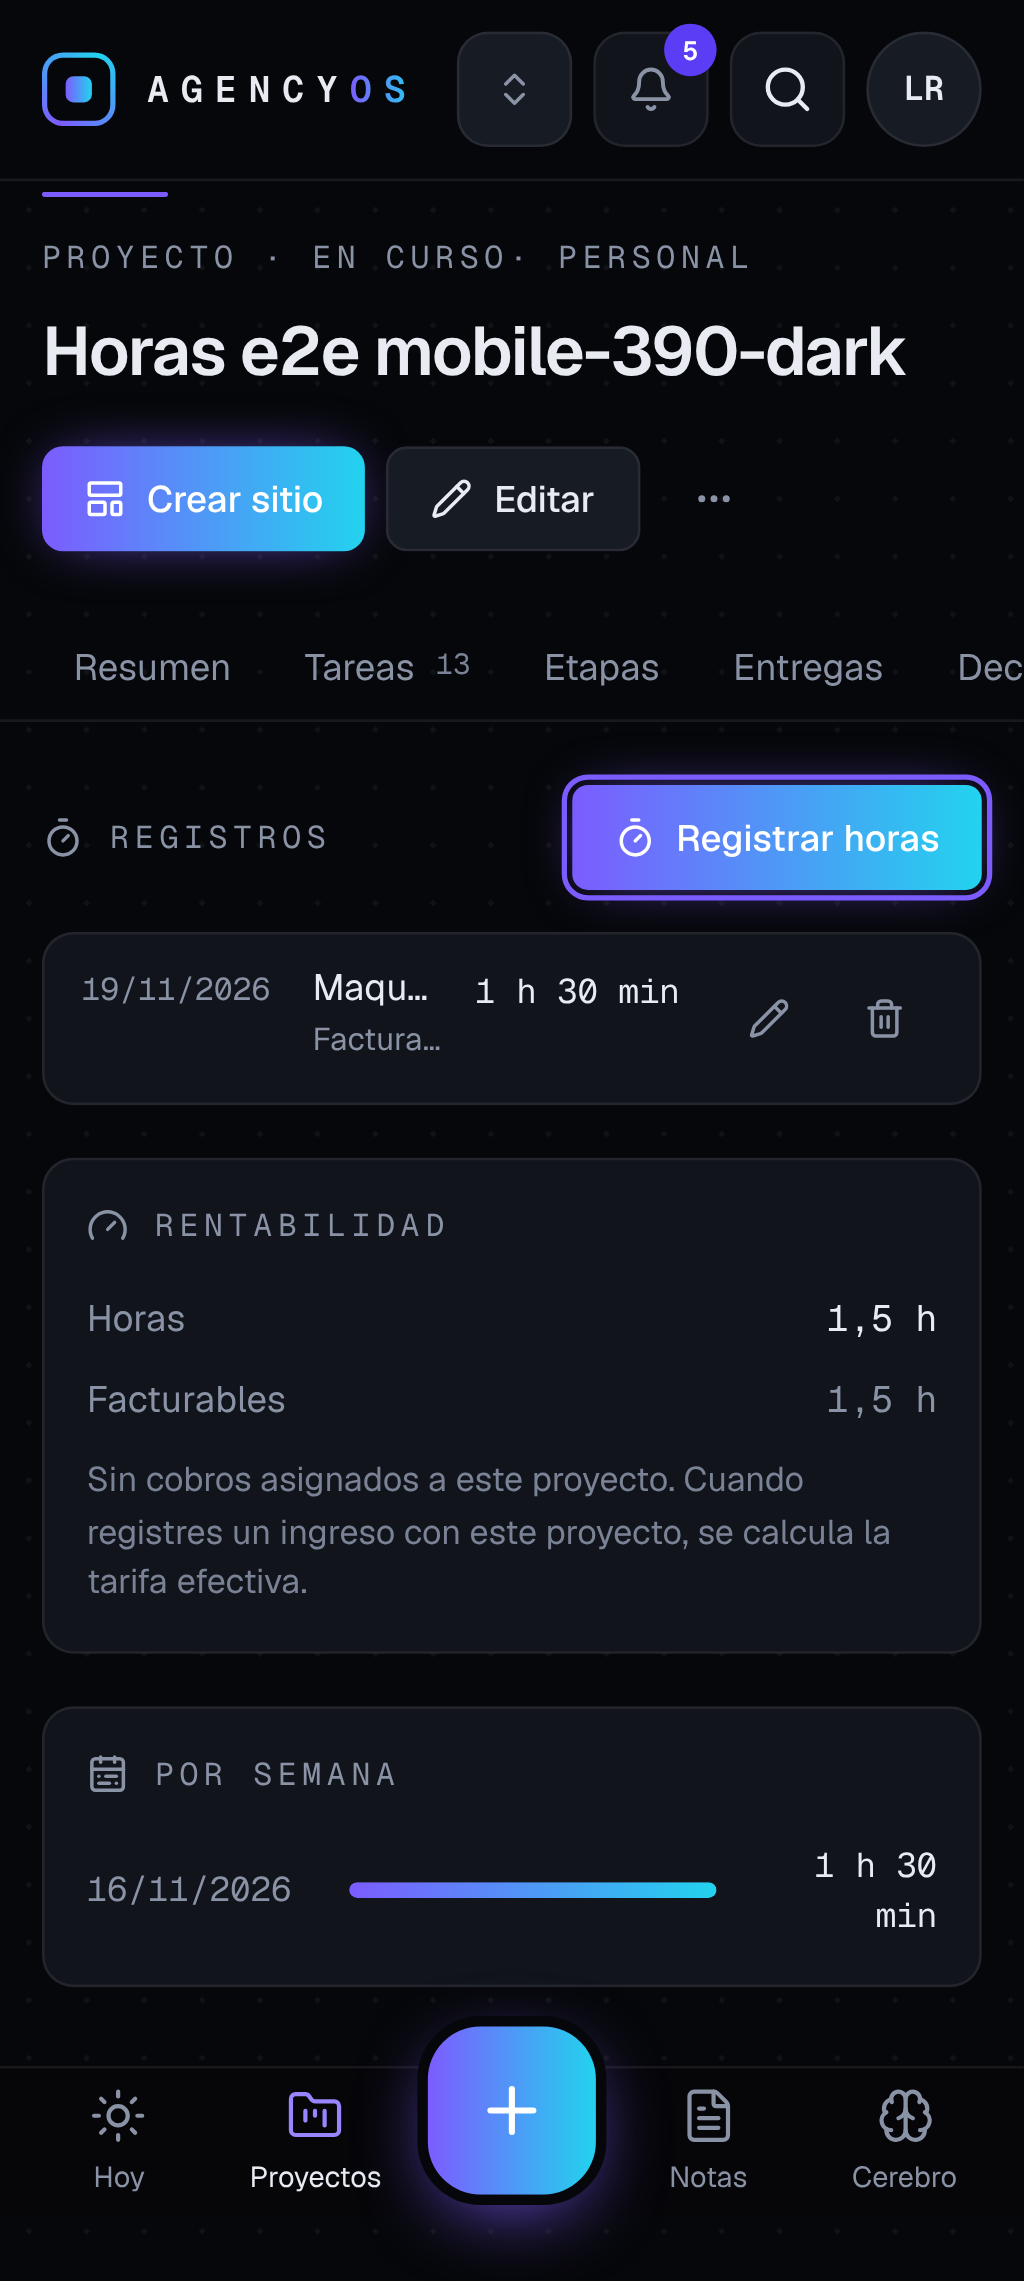 AGENCYOS
5
LR
PROYECTO · EN CURSO · PERSONAL
Horas e2e mobile-390-dark
Crear sitio
Editar
Resumen
Tareas 13
Etapas
Entregas
Dec
REGISTROS
Registrar horas
19/11/2026
Maqu…
1 h 30 min
Factura…
RENTABILIDAD
Horas
1,5 h
Facturables
1,5 h
Sin cobros asignados a este proyecto. Cuando
registres un ingreso con este proyecto, se calcula la
tarifa efectiva.
POR SEMANA
16/11/2026
1 h 30
min
Hoy
Proyectos
Notas
Cerebro